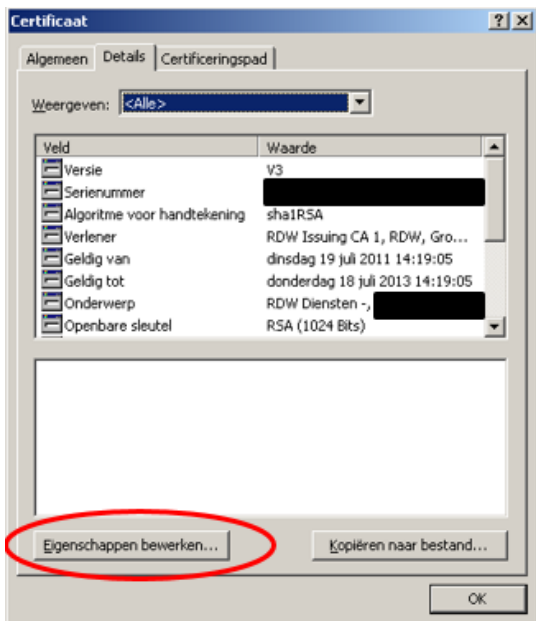 Certificaat
Algemeen Details Certificeringspad
Weergeven: <Alle>
Veld Waarde
Versie V3
Serienummer
Algoritme voor handtekening sha1RSA
Verlener RDW Issuing CA 1, RDW, Gro...
Geldig van dinsdag 19 juli 2011 14:19:05
Geldig tot donderdag 18 juli 2013 14:19:05
Onderwerp RDW Diensten -,
Openbare sleutel RSA (1024 Bits)
Eigenschappen bewerken... Kopiëren naar bestand...
OK